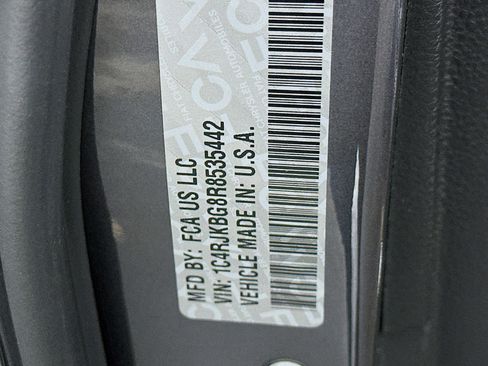 MFD BY: FCA US LLC
VIN: 1C4RJKBG8R8535442
VEHICLE MADE IN: U.S.A.